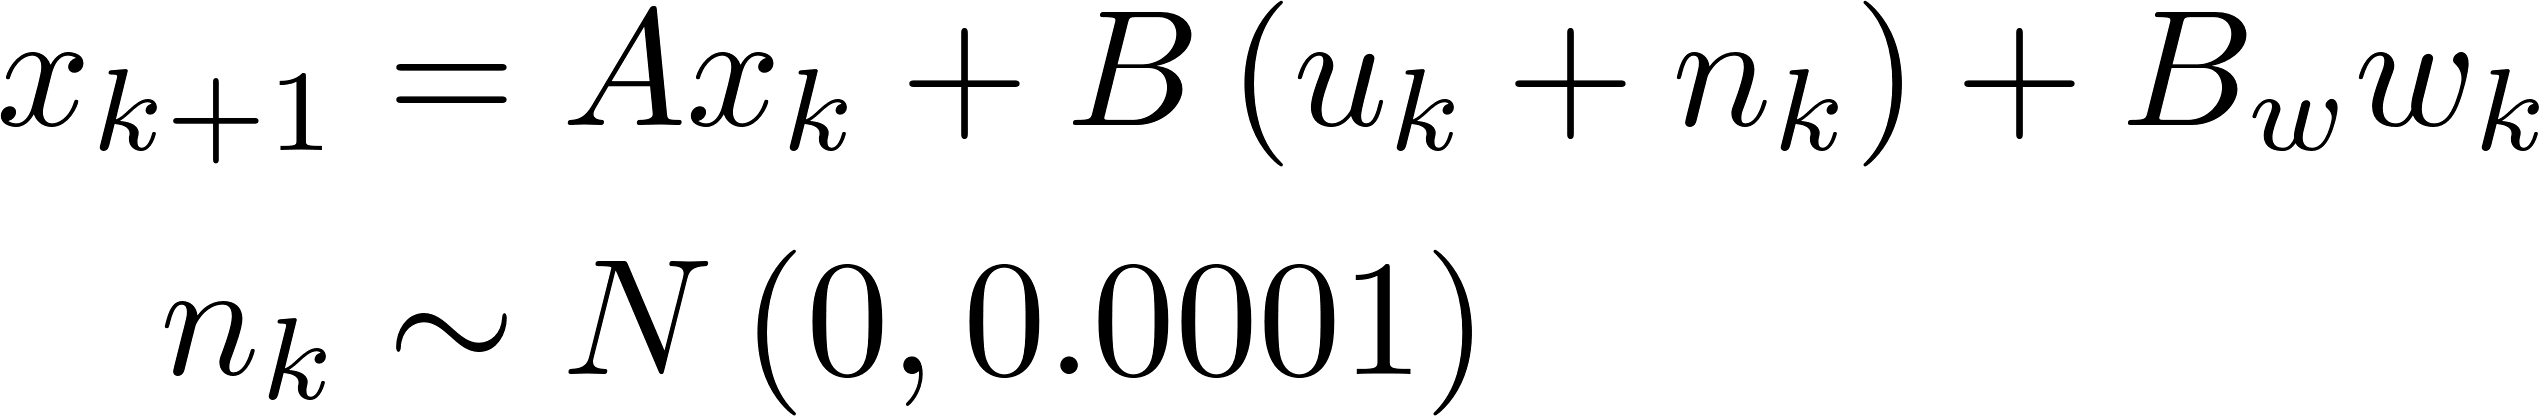 x_{k+1} = Ax_k + B(u_k + n_k) + B_w w_k
n_k ∼ N(0, 0.0001)